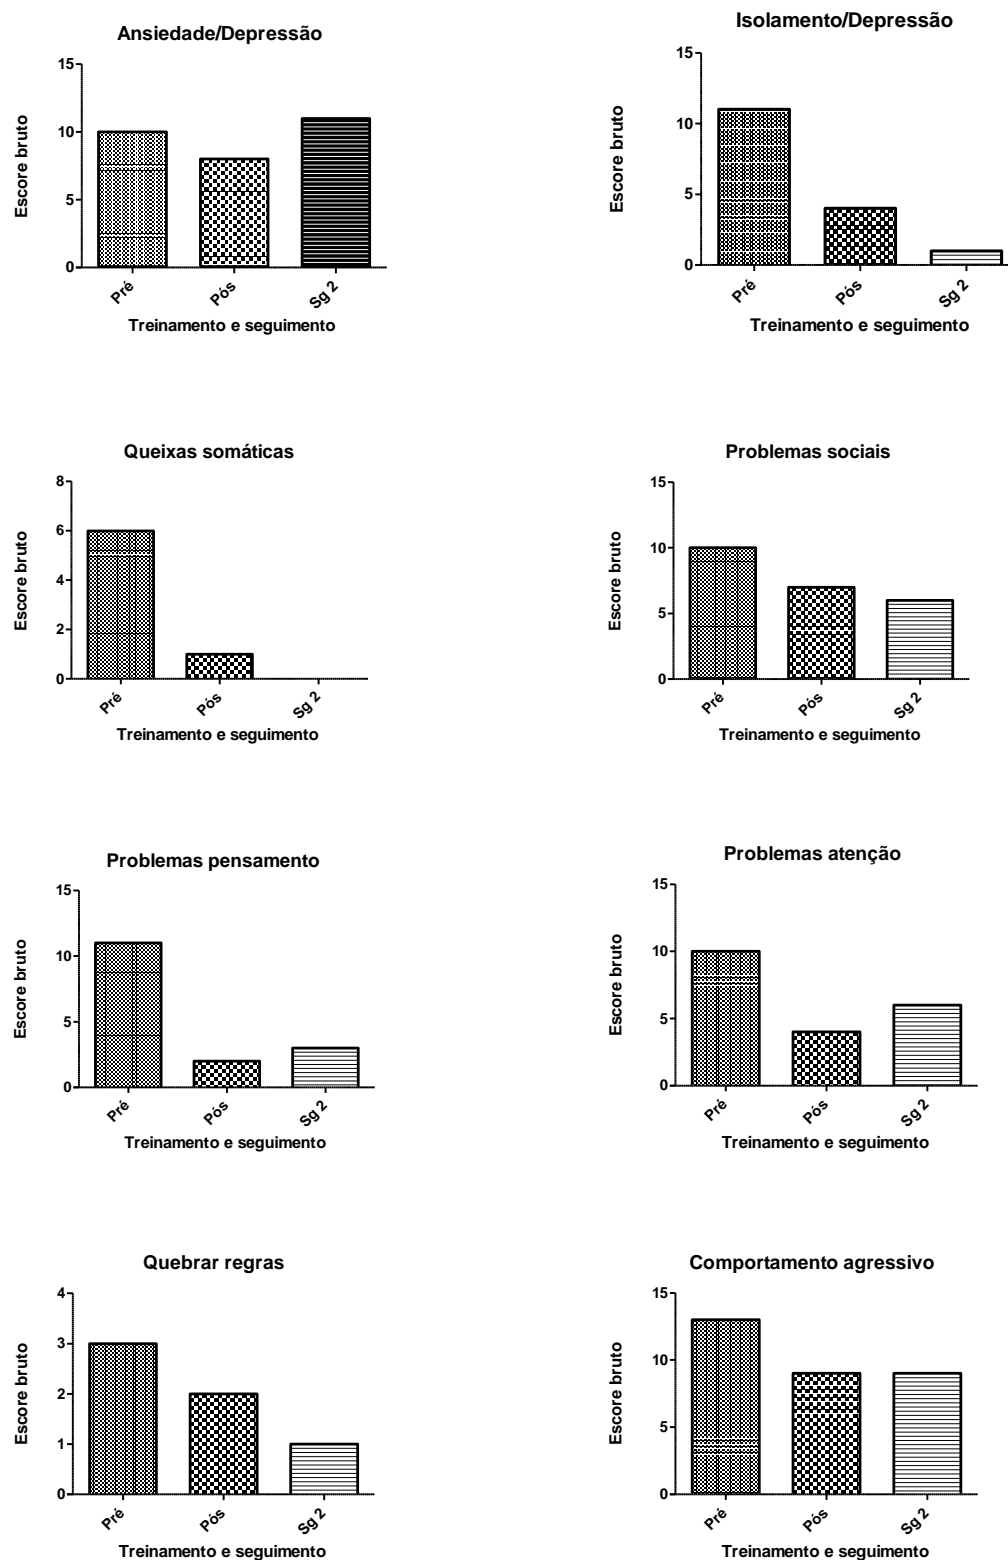 Ansiedade/Depressão
15
10
5
0
Escore bruto
Pré
Pós
Sg 2
Treinamento e seguimento
Isolamento/Depressão
15
10
5
0
Escore bruto
Pré
Pós
Sg 2
Treinamento e seguimento
Queixas somáticas
8
6
4
2
0
Escore bruto
Pré
Pós
Sg 2
Treinamento e seguimento
Problemas sociais
15
10
5
0
Escore bruto
Pré
Pós
Sg 2
Treinamento e seguimento
Problemas pensamento
15
10
5
0
Escore bruto
Pré
Pós
Sg 2
Treinamento e seguimento
Problemas atenção
15
10
5
0
Escore bruto
Pré
Pós
Sg 2
Treinamento e seguimento
Quebrar regras
4
3
2
1
0
Escore bruto
Pré
Pós
Sg 2
Treinamento e seguimento
Comportamento agressivo
15
10
5
0
Escore bruto
Pré
Pós
Sg 2
Treinamento e seguimento